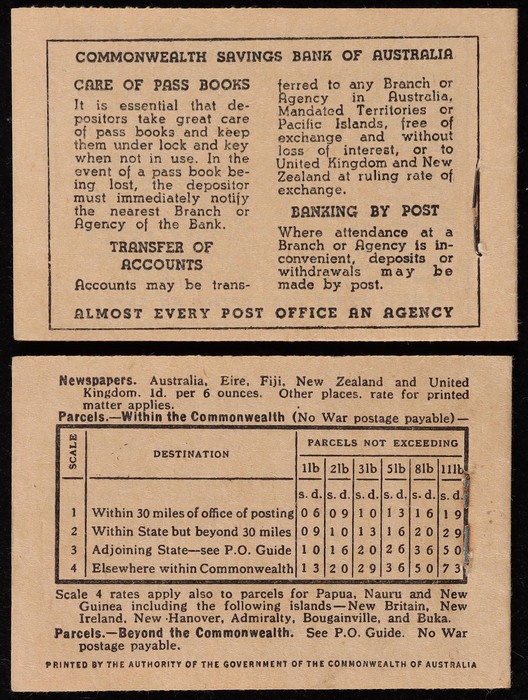 COMMONWEALTH SAVINGS BANK OF AUSTRALIA
CARE OF PASS BOOKS
It is essential that de-
positors take great care
of pass books and keep
them under lock and key
when not in use. In the
event of a pass book be-
ing lost, the depositor
must immediately notify
the nearest Branch or
Agency of the Bank.
TRANSFER OF
ACCOUNTS
Accounts may be trans-
ferred to any Branch or
Agency in Australia,
Mandated Territories or
Pacific Islands, free of
exchange and without
loss of interest, or to
United Kingdom and New
Zealand at ruling rate of
exchange.
BANKING BY POST
Where attendance at a
Branch or Agency is in-
convenient, deposits or
withdrawals may be
made by post.
ALMOST EVERY POST OFFICE AN AGENCY
Newspapers. Australia, Eire, Fiji, New Zealand and United
Kingdom. 1d. per 6 ounces. Other places, rate for printed
matter applies.
Parcels.—Within the Commonwealth (No War postage payable)—
SCALE DESTINATION PARCELS NOT EXCEEDING
1lb 2lb 3lb 5lb 8lb 11lb
s. d. s. d. s. d. s. d. s. d. s. d.
1 Within 30 miles of office of posting 0 6 0 9 1 0 1 3 1 6 1 9
2 Within State but beyond 30 miles 0 9 1 0 1 3 1 6 2 0 2 9
3 Adjoining State—see P.O. Guide 1 0 1 6 2 0 2 6 3 6 5 0
4 Elsewhere within Commonwealth 1 3 2 0 2 9 3 6 5 0 7 3
Scale 4 rates apply also to parcels for Papua, Nauru and New
Guinea including the following islands—New Britain, New
Ireland, New Hanover, Admiralty, Bougainville, and Buka.
Parcels.—Beyond the Commonwealth. See P.O. Guide. No War
postage payable.
PRINTED BY THE AUTHORITY OF THE GOVERNMENT OF THE COMMONWEALTH OF AUSTRALIA